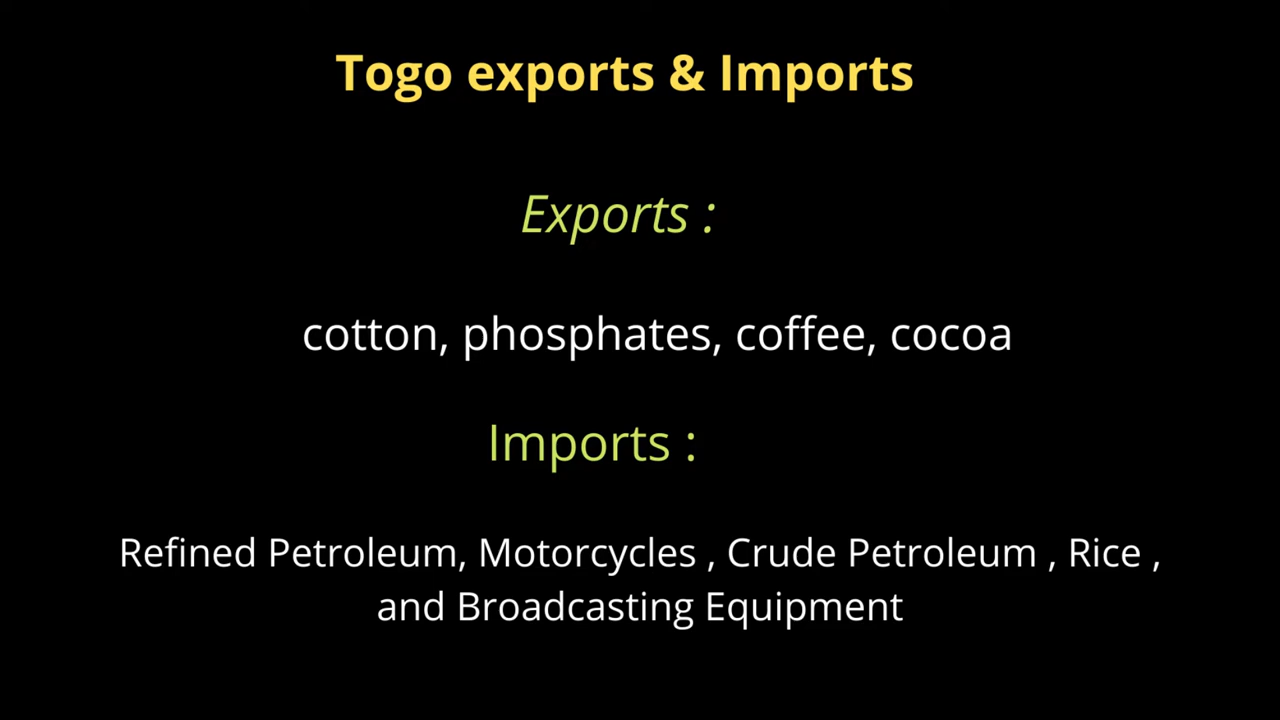 Togo exports & Imports
Exports :
cotton, phosphates, coffee, cocoa
Imports :
Refined Petroleum, Motorcycles , Crude Petroleum , Rice ,
and Broadcasting Equipment